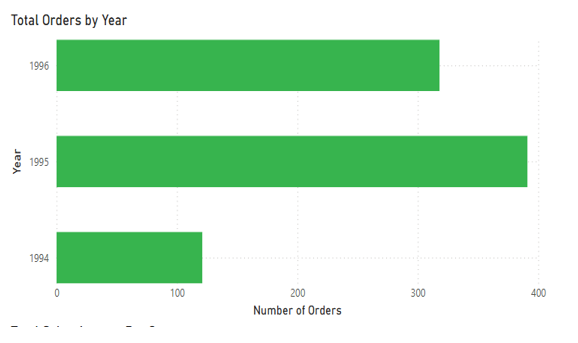 Total Orders by Year
1996
1995
1994
Year
0 100 200 300 400
Number of Orders